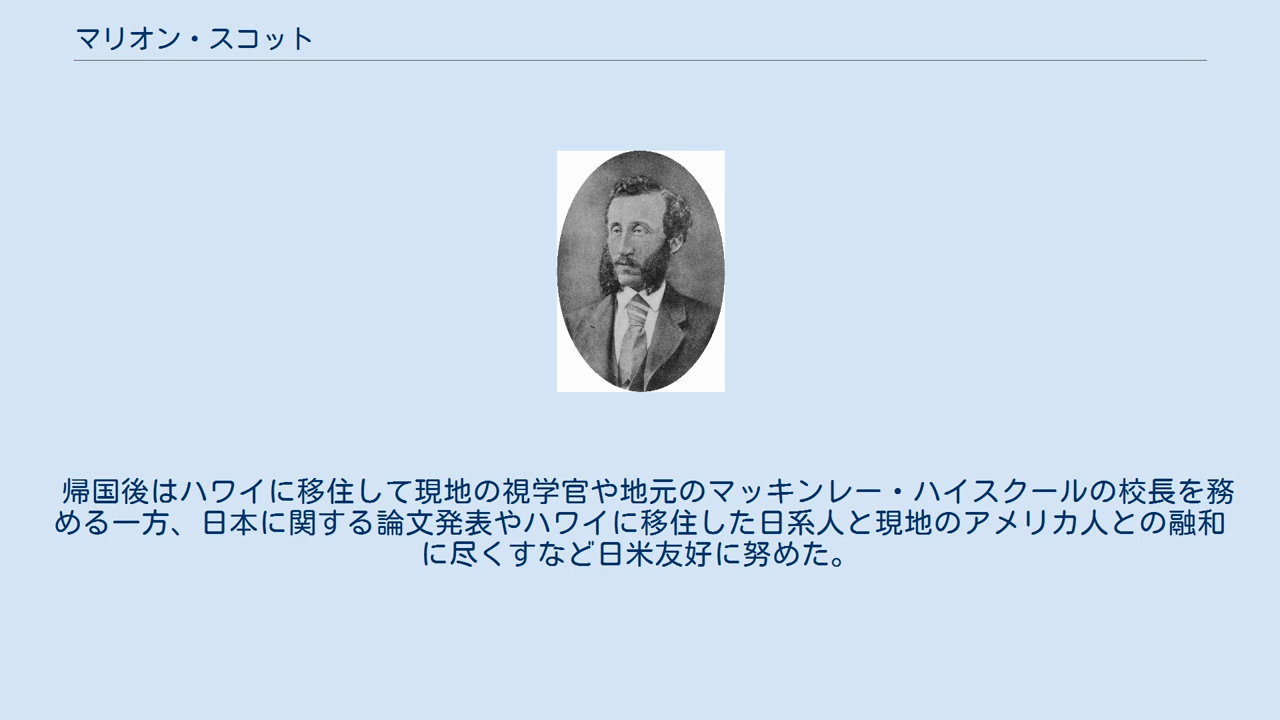 マリオン・スコット
帰国後はハワイに移住して現地の視学官や地元のマッキンレー・ハイスクールの校長を務
める一方、日本に関する論文発表やハワイに移住した日系人と現地のアメリカ人との融和
に尽くすなど日米友好に努めた。